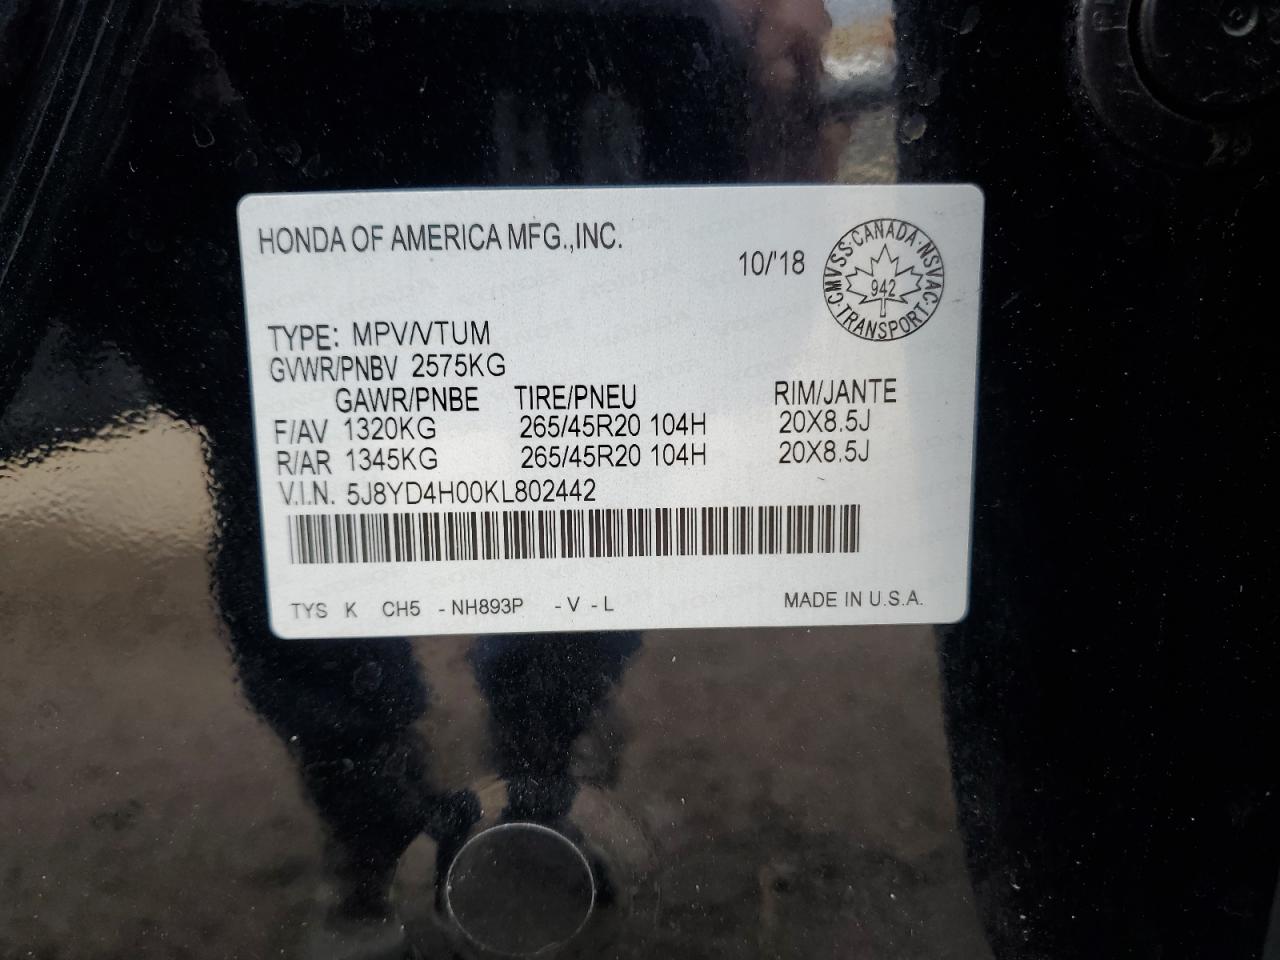 HONDA OF AMERICA MFG.,INC.
10/'18
CMVSS·CANADA·NSVAC
942
·TRANSPORT·
TYPE: MPV/VTUM
GVWR/PNBV 2575KG
GAWR/PNBE TIRE/PNEU RIM/JANTE
F/AV 1320KG 265/45R20 104H 20X8.5J
R/AR 1345KG 265/45R20 104H 20X8.5J
V.I.N. 5J8YD4H00KL802442
TYS K CH5 -NH893P -V -L MADE IN U.S.A.